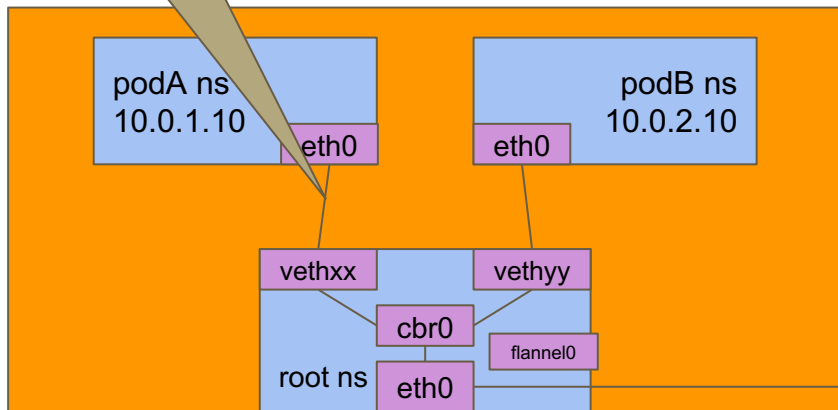 podA ns
10.0.1.10
eth0
podB ns
10.0.2.10
eth0
vethxx
vethyy
cbr0
flannel0
root ns
eth0